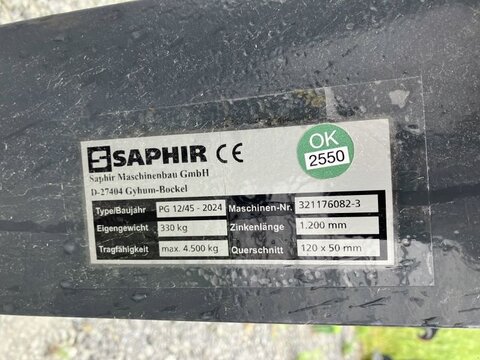 SAPHIR CE
Saphir Maschinenbau GmbH
D-27404 Gyhum-Bockel
OK
2550
Type/Baujahr PG 12/45 - 2024 Maschinen-Nr. 321176082-3
Eigengewicht 330 kg Zinkenlänge 1.200 mm
Tragfähigkeit max. 4.500 kg Querschnitt 120 x 50 mm